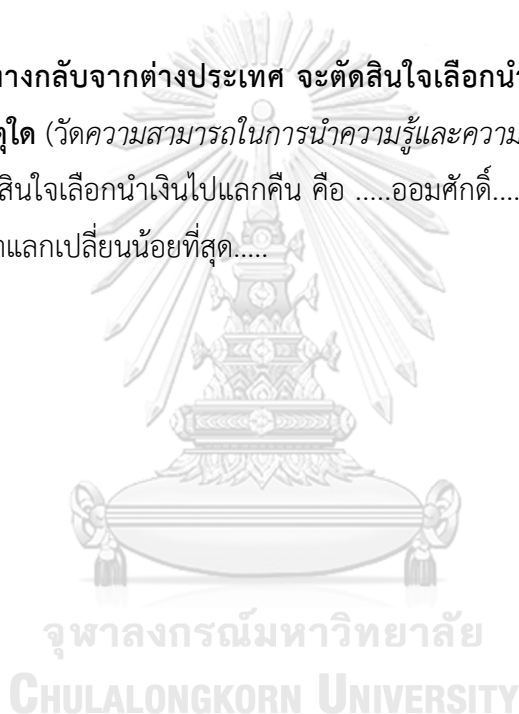 ทางกลับจากต่างประเทศ จะตัดสินใจเลือกนำ
ตุใด (วัดความสามารถในการนำความรู้และความ
สินใจเลือกนำเงินไปแลกคืน คือ .....ออมศักดิ์....
าแลกเปลี่ยนน้อยที่สุด.....
จุฬาลงกรณ์มหาวิทยาลัย
CHULALONGKORN UNIVERSITY